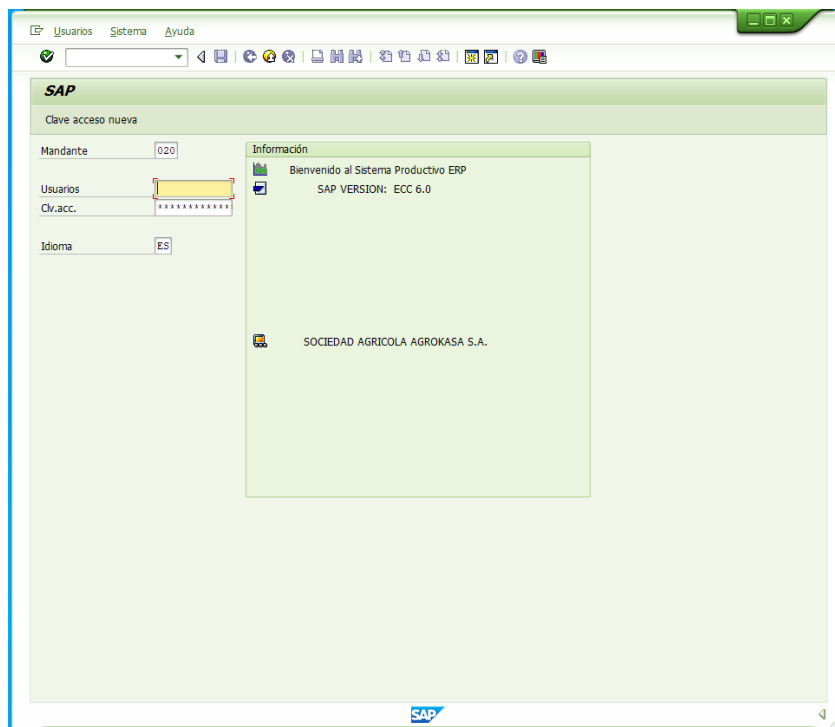 Usuarios Sistema Ayuda
SAP
Clave acceso nueva
Mandante 020
Información
Bienvenido al Sistema Productivo ERP
Usuarios
SAP VERSION: ECC 6.0
Clv.acc. ************
Idioma ES
SOCIEDAD AGRICOLA AGROKASA S.A.
SAP